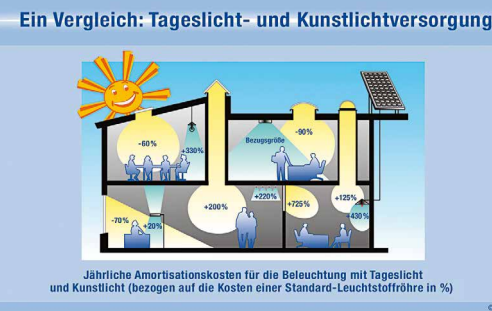 Ein Vergleich: Tageslicht- und Kunstlichtversorgung
-60%
+330%
Bezugsgröße
-90%
-70%
+20%
+200%
+220%
+725%
+125%
+430%
Jährliche Amortisationskosten für die Beleuchtung mit Tageslicht
und Kunstlicht (bezogen auf die Kosten einer Standard-Leuchtstoffröhre in %)